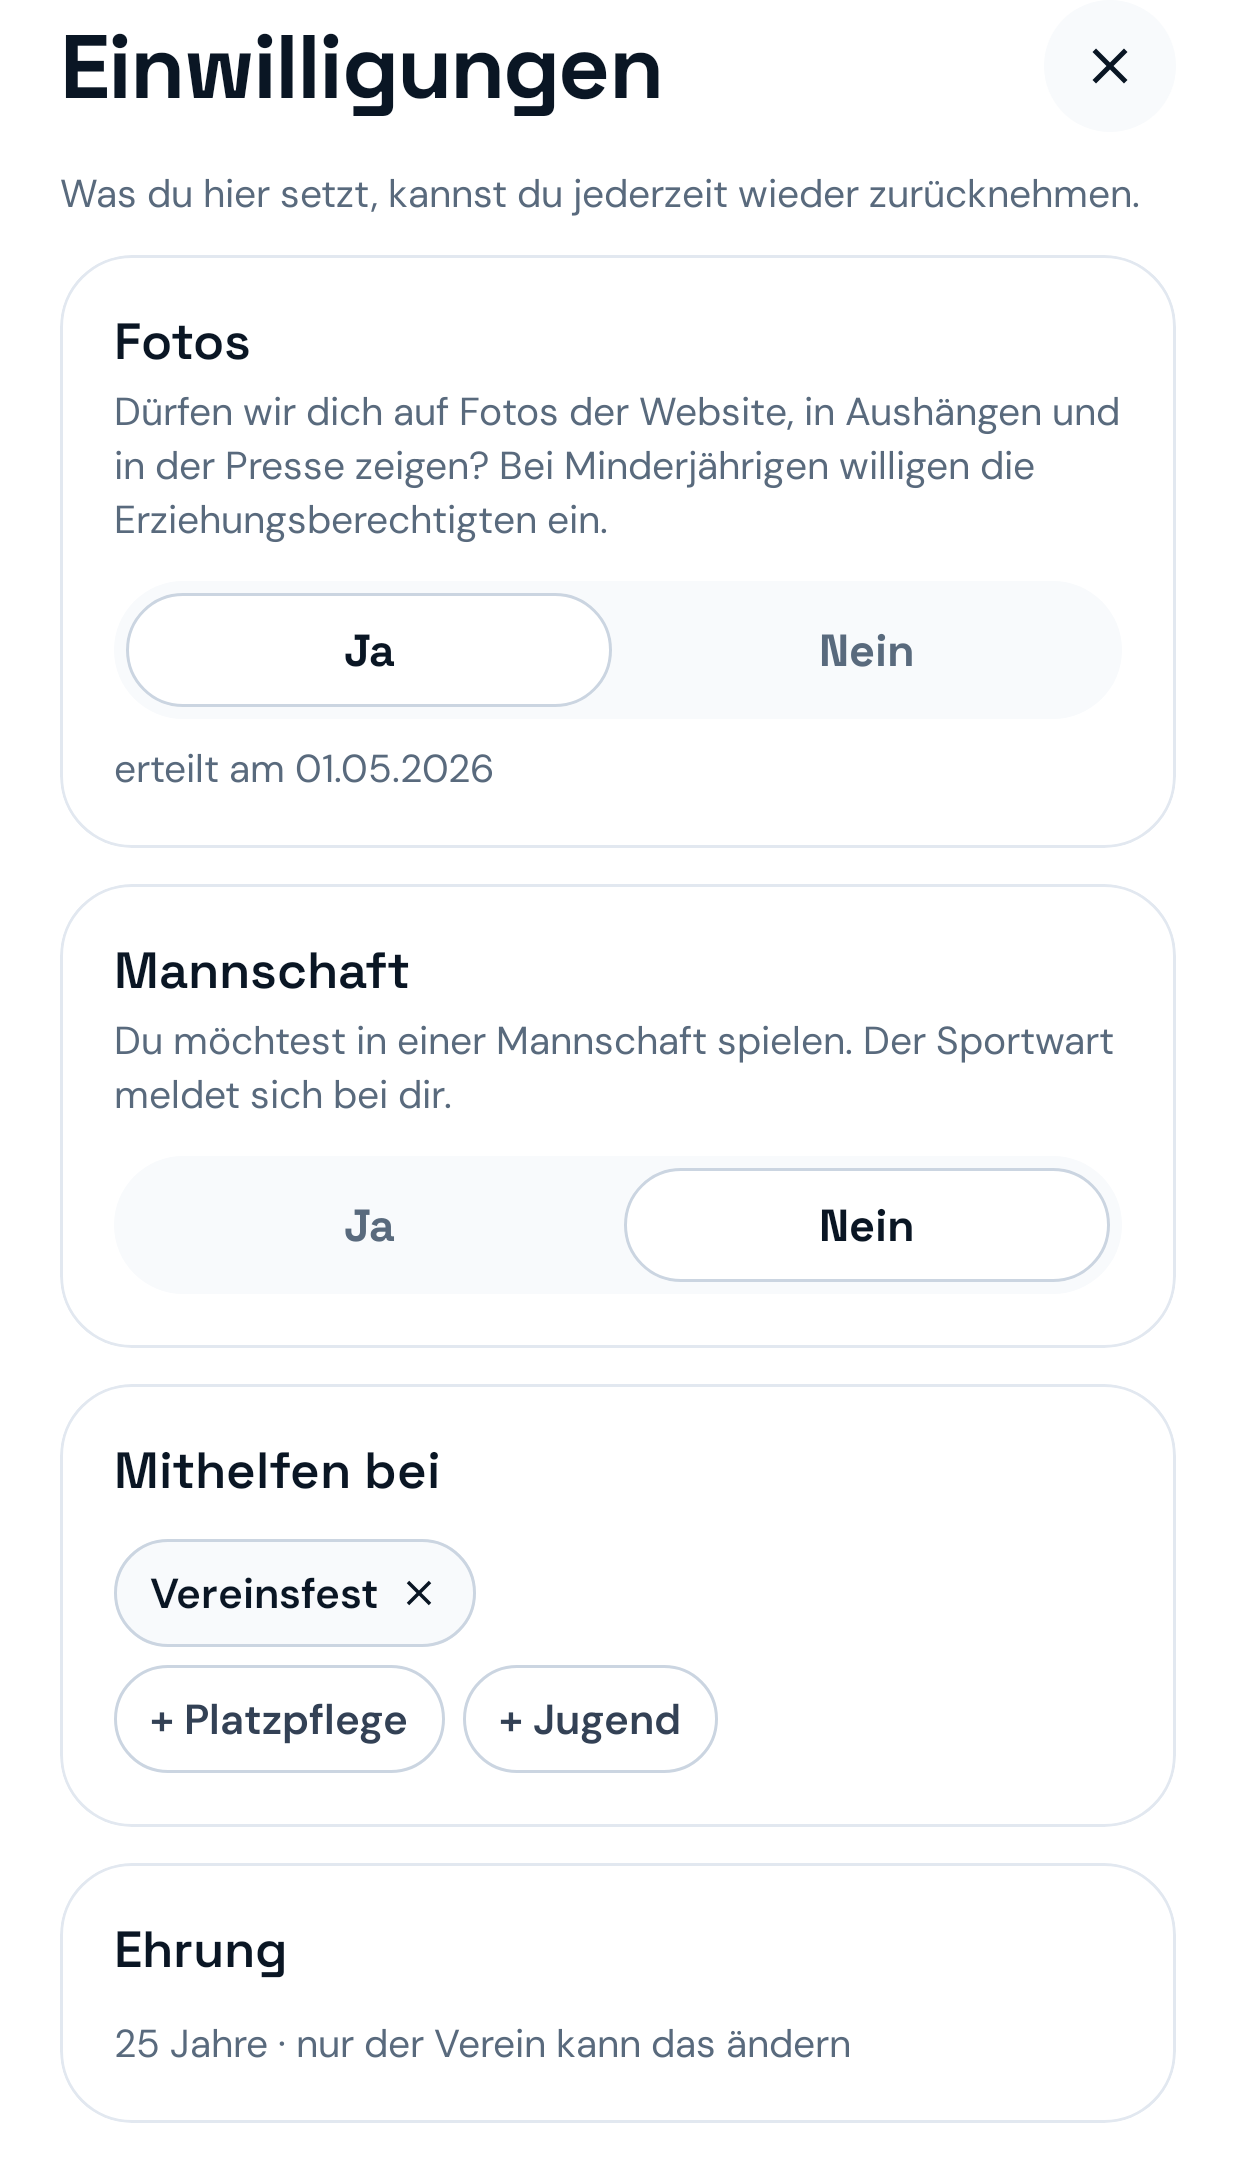 Einwilligungen
Was du hier setzt, kannst du jederzeit wieder zurücknehmen.
Fotos
Dürfen wir dich auf Fotos der Website, in Aushängen und
in der Presse zeigen? Bei Minderjährigen willigen die
Erziehungsberechtigten ein.
Ja Nein
erteilt am 01.05.2026
Mannschaft
Du möchtest in einer Mannschaft spielen. Der Sportwart
meldet sich bei dir.
Ja Nein
Mithelfen bei
Vereinsfest ×
+ Platzpflege + Jugend
Ehrung
25 Jahre · nur der Verein kann das ändern